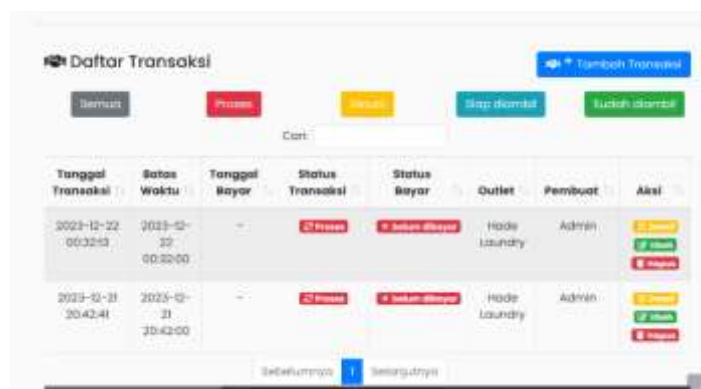 Daftar Transaksi
+ Tambah Transaksi
Semua Proses Siap diambil Sudah diambil
Cari:
Tanggal Transaksi Batas Waktu Tanggal Bayar Status Transaksi Status Bayar Outlet Pembuat Aksi
2023-12-22 00:32:13 2023-12-22 00:32:00 - Proses Belum dibayar Hade Laundry Admin Detail Ubah Hapus
2023-12-21 20:42:41 2023-12-21 20:42:00 - Proses Belum dibayar Hade Laundry Admin Detail Ubah Hapus
Sebelumnya 1 Selanjutnya